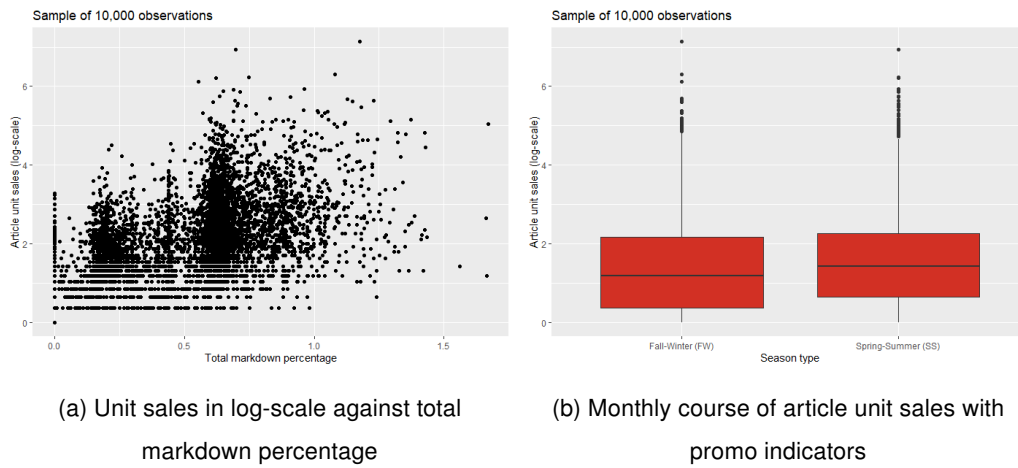 Sample of 10,000 observations
Article unit sales (log-scale)
6
4
2
0
0.0
0.5
1.0
1.5
Total markdown percentage
(a) Unit sales in log-scale against total
markdown percentage
Sample of 10,000 observations
Article unit sales (log-scale)
6
4
2
0
Fall-Winter (FW)
Spring-Summer (SS)
Season type
(b) Monthly course of article unit sales with
promo indicators